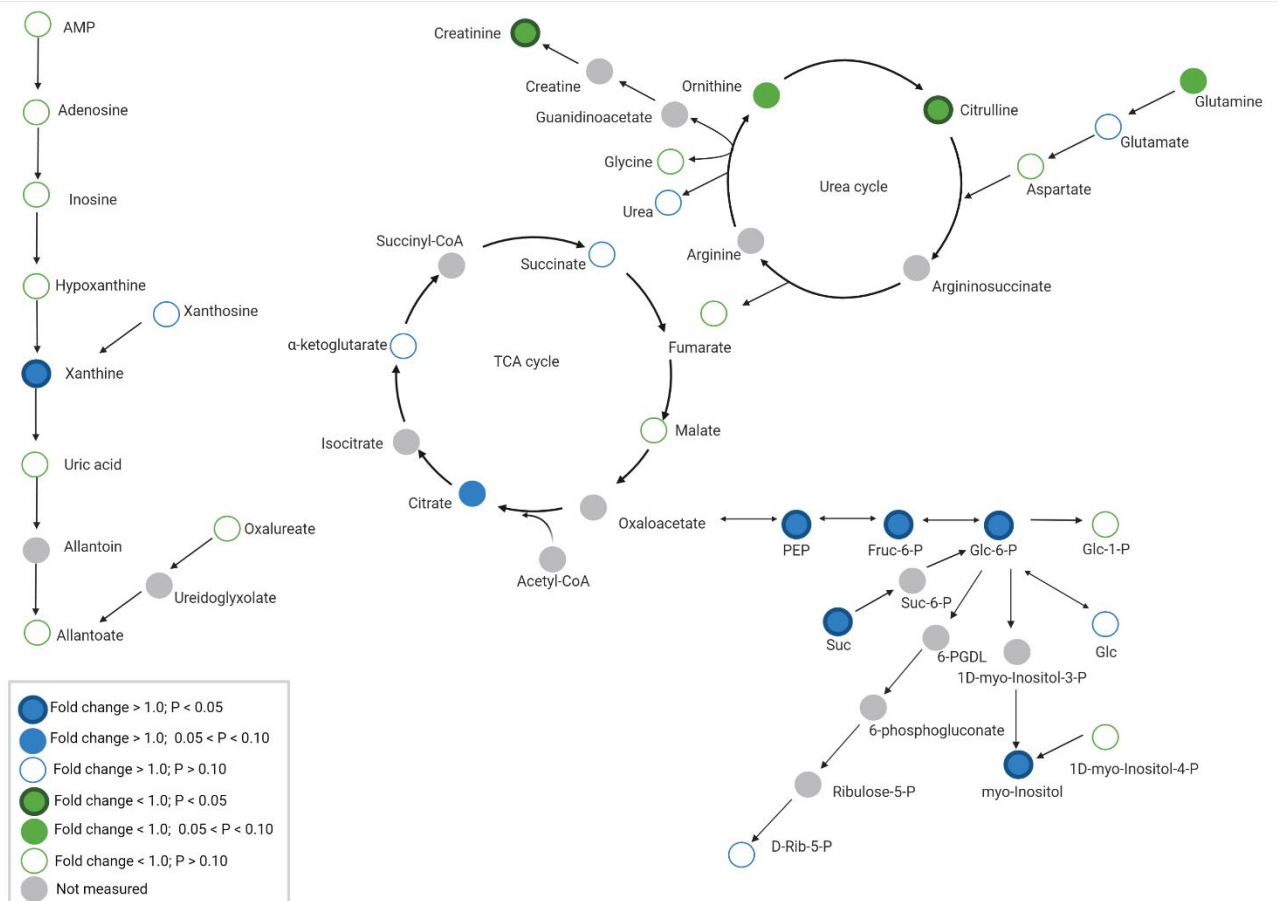 AMP
Adenosine
Inosine
Hypoxanthine
Xanthosine
Xanthine
Uric acid
Oxalureate
Allantoin
Ureidoglyxolate
Allantoate
Creatinine
Creatine
Guanidinoacetate
Glycine
Urea
Ornithine
Citrulline
Urea cycle
Arginine
Argininosuccinate
Glutamine
Glutamate
Aspartate
Succinyl-CoA
Succinate
α-ketoglutarate
TCA cycle
Fumarate
Malate
Isocitrate
Citrate
Oxaloacetate
Acetyl-CoA
PEP
Fruc-6-P
Glc-6-P
Glc-1-P
Suc-6-P
Suc
Glc
6-PGDL
1D-myo-Inositol-3-P
6-phosphogluconate
1D-myo-Inositol-4-P
myo-Inositol
Ribulose-5-P
D-Rib-5-P
Fold change > 1.0; P < 0.05
Fold change > 1.0; 0.05 < P < 0.10
Fold change > 1.0; P > 0.10
Fold change < 1.0; P < 0.05
Fold change < 1.0; 0.05 < P < 0.10
Fold change < 1.0; P > 0.10
Not measured